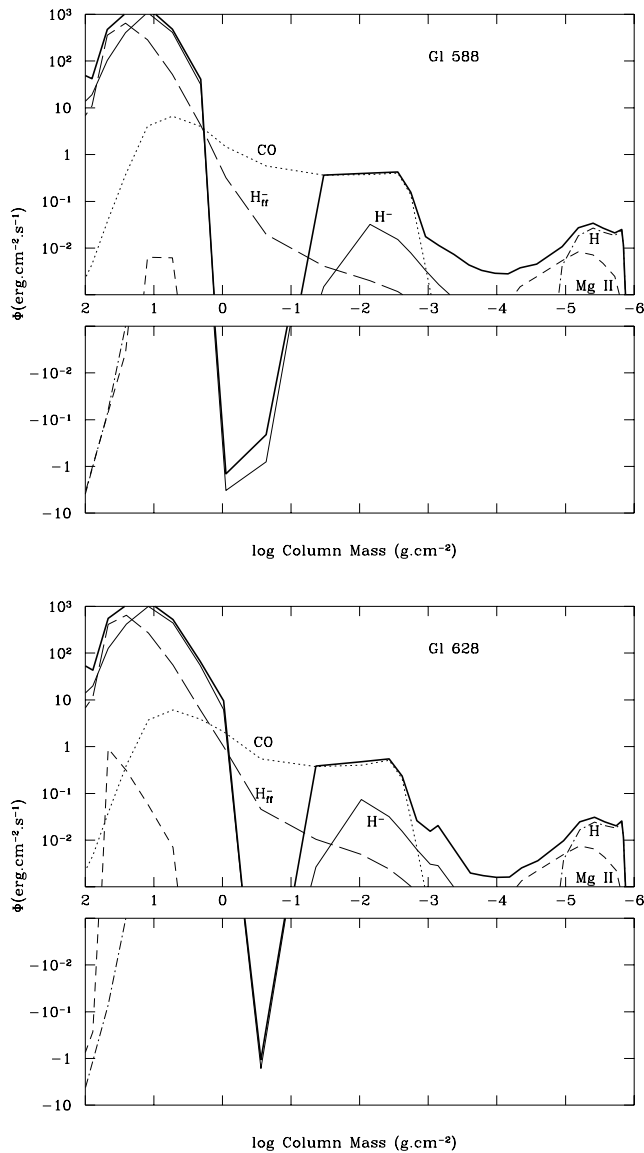 10³
Gl 588
10²
10
CO
1
H⁻ff
10⁻¹
H⁻
10⁻²
H
Mg II
Φ(erg.cm⁻².s⁻¹)
2 1 0 −1 −2 −3 −4 −5 −6
−10⁻²
−10⁻¹
−1
−10
log Column Mass (g.cm⁻²)
10³
Gl 628
10²
10
CO
1
H⁻ff
10⁻¹
H⁻
10⁻²
H
Mg II
Φ(erg.cm⁻².s⁻¹)
2 1 0 −1 −2 −3 −4 −5 −6
−10⁻²
−10⁻¹
−1
−10
log Column Mass (g.cm⁻²)